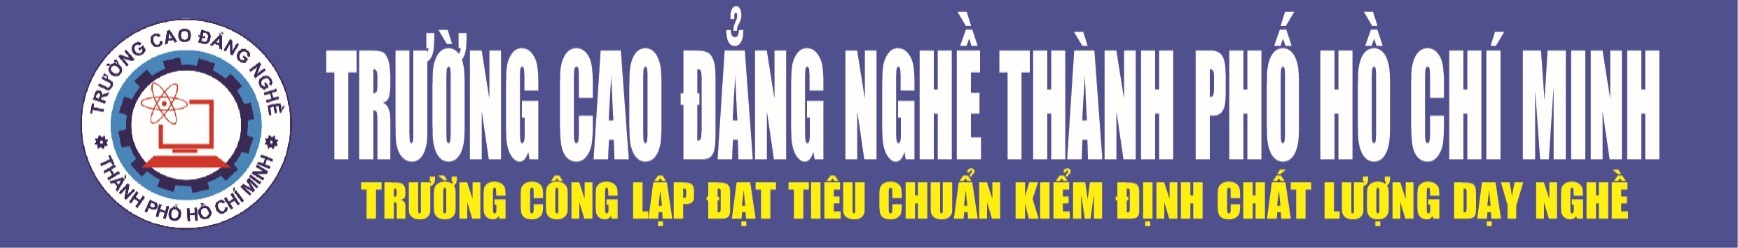 TRƯỜNG CAO ĐẲNG NGHỀ
THÀNH PHỐ HỒ CHÍ MINH
TRƯỜNG CAO ĐẲNG NGHỀ THÀNH PHỐ HỒ CHÍ MINH
TRƯỜNG CÔNG LẬP ĐẠT TIÊU CHUẨN KIỂM ĐỊNH CHẤT LƯỢNG DẠY NGHỀ